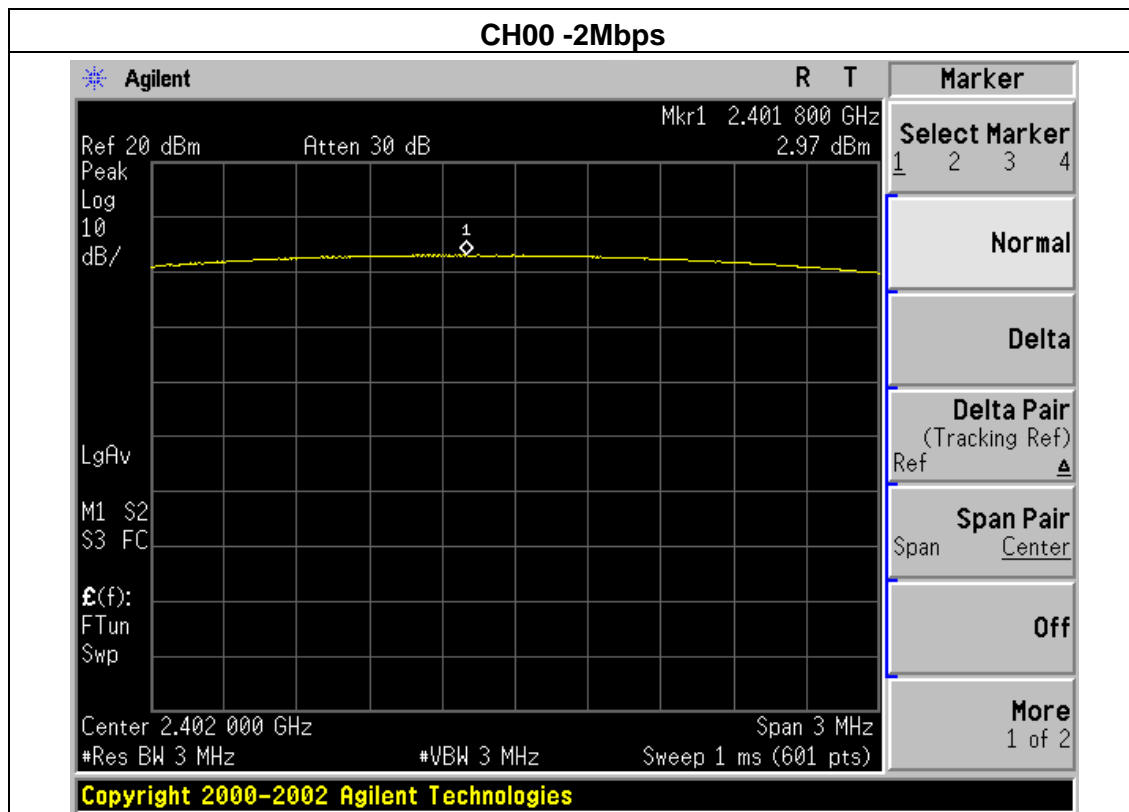 CH00 -2Mbps
Agilent
R T
Marker
Mkr1 2.401 800 GHz
Ref 20 dBm Atten 30 dB 2.97 dBm
Peak
Log
10
dB/
1
LgAv
M1 S2
S3 FC
£(f):
FTun
Swp
Center 2.402 000 GHz Span 3 MHz
#Res BW 3 MHz #VBW 3 MHz Sweep 1 ms (601 pts)
Copyright 2000-2002 Agilent Technologies
Select Marker
1 2 3 4
Normal
Delta
Delta Pair
(Tracking Ref)
Ref Δ
Span Pair
Span Center
Off
More
1 of 2